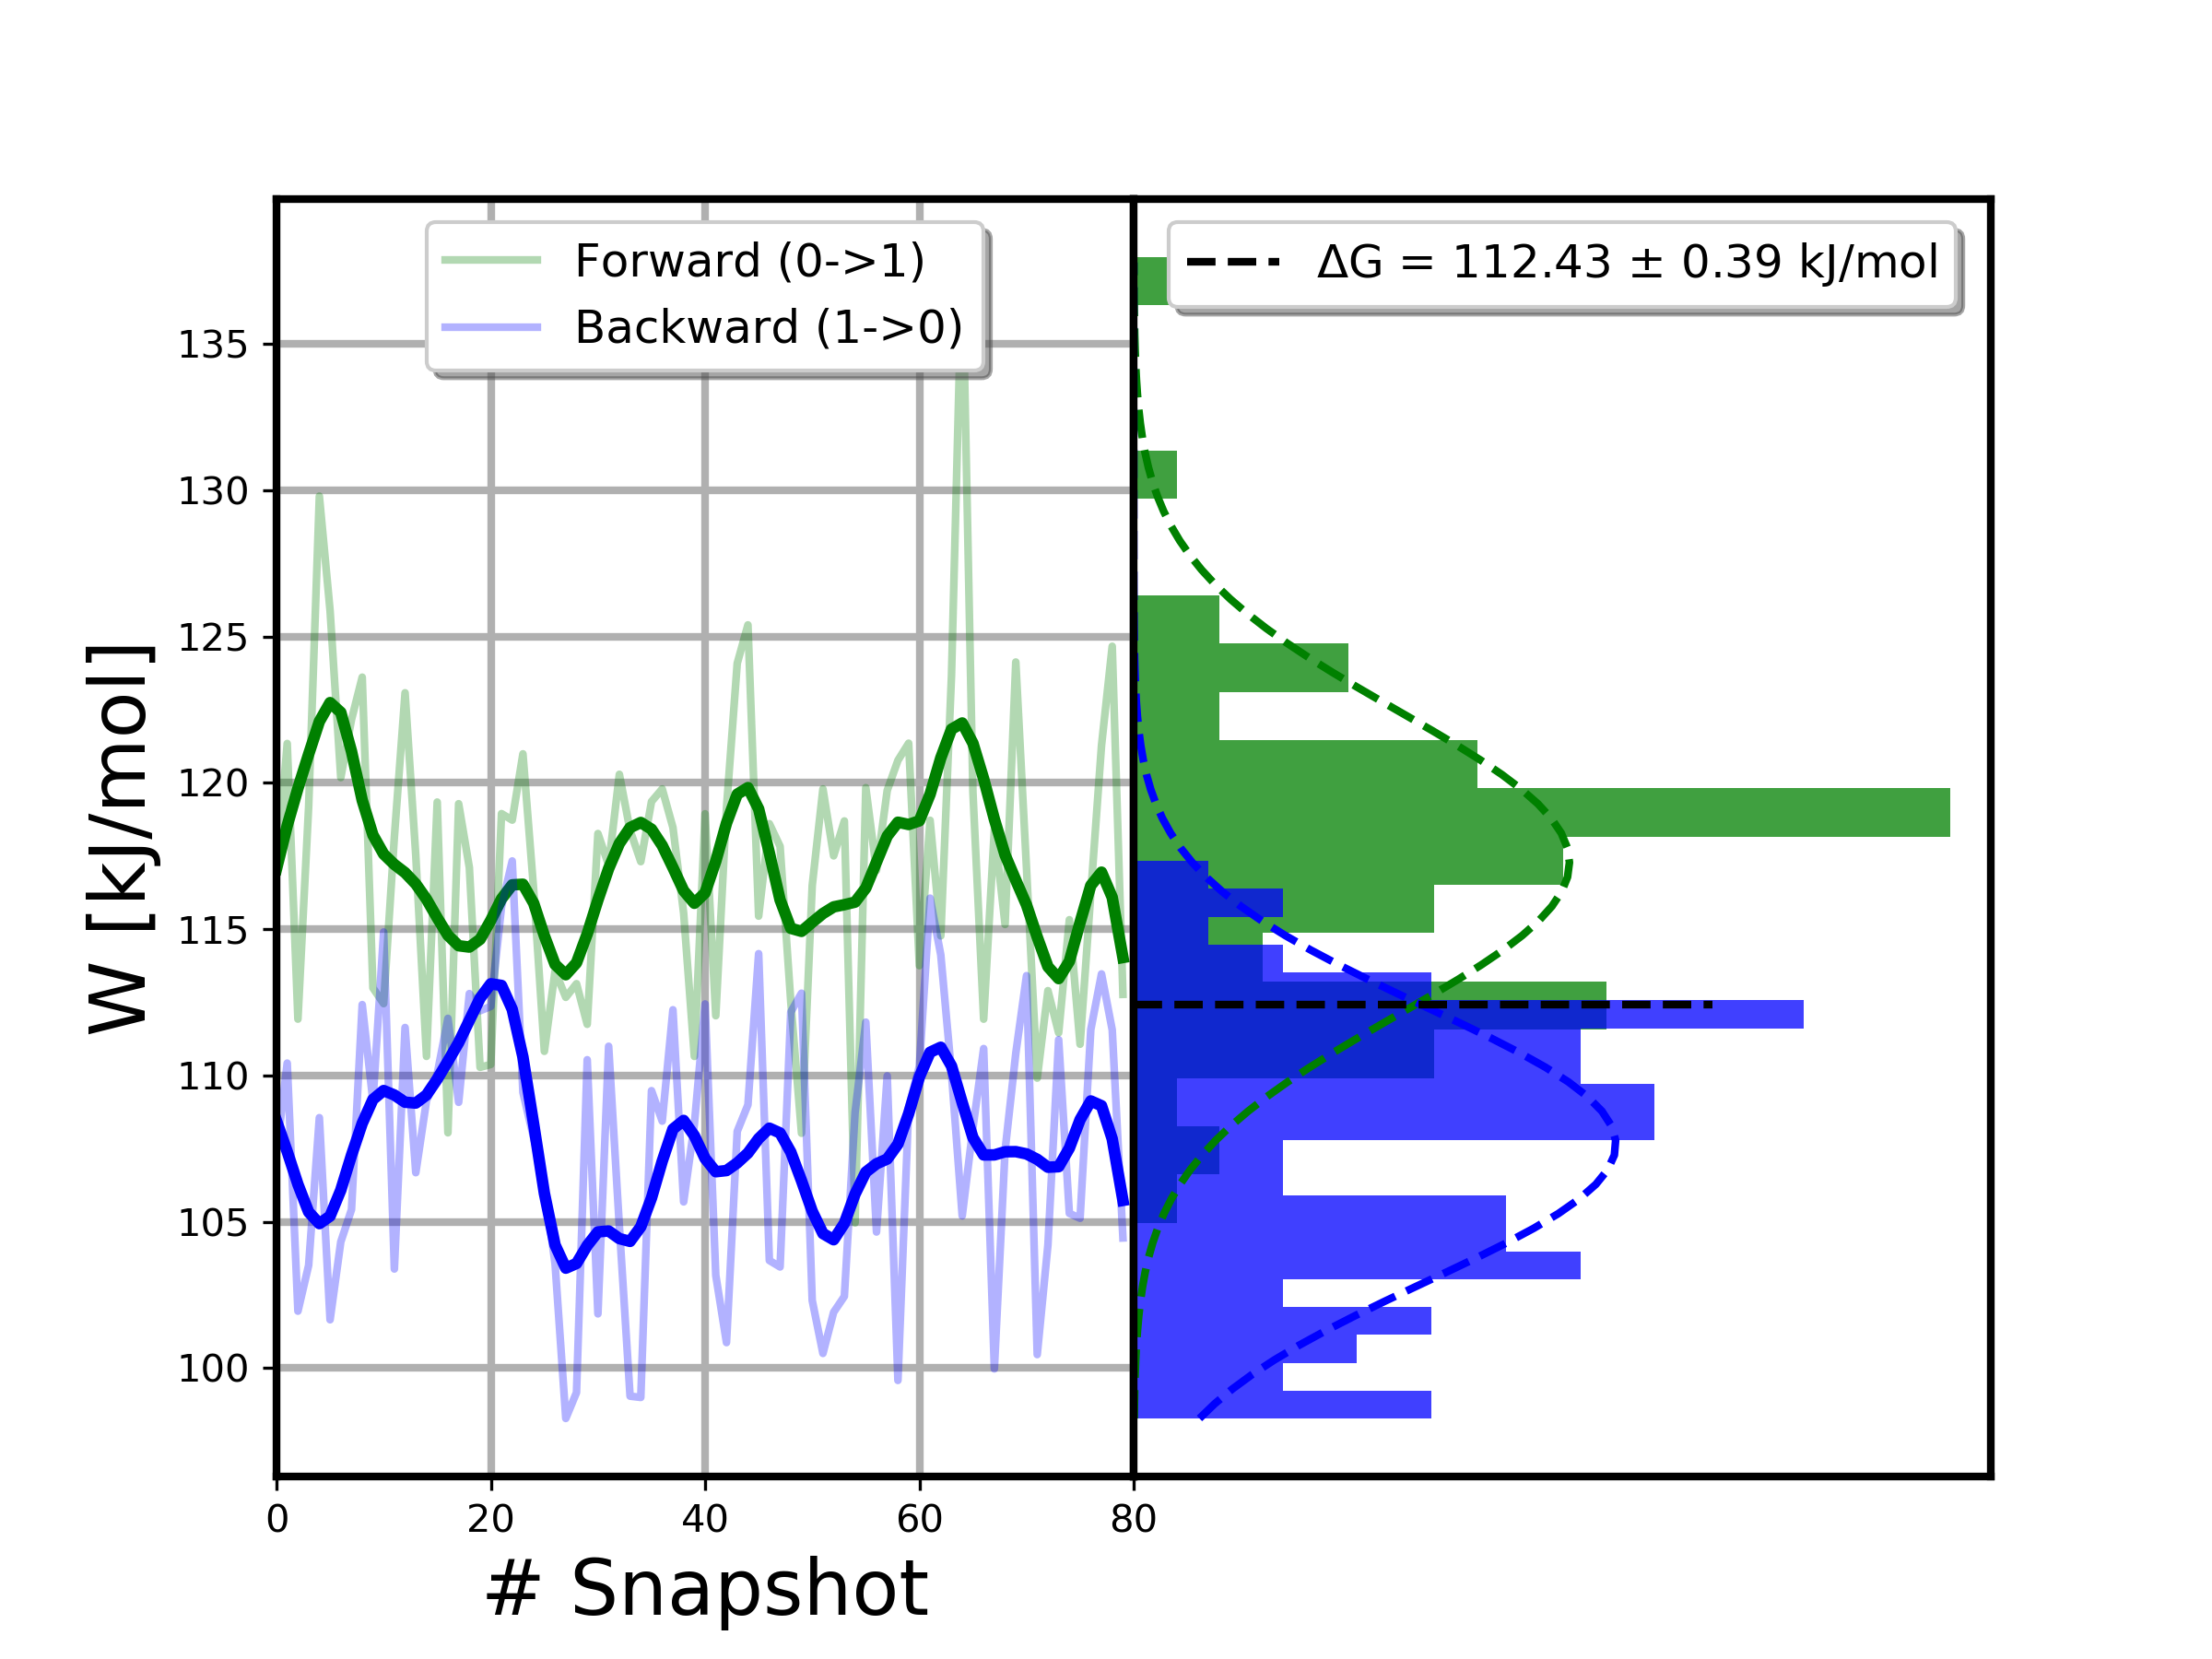 Forward (0->1)
Backward (1->0)
ΔG = 112.43 ± 0.39 kJ/mol
W [kJ/mol]
135
130
125
120
115
110
105
100
0 20 40 60 80
# Snapshot